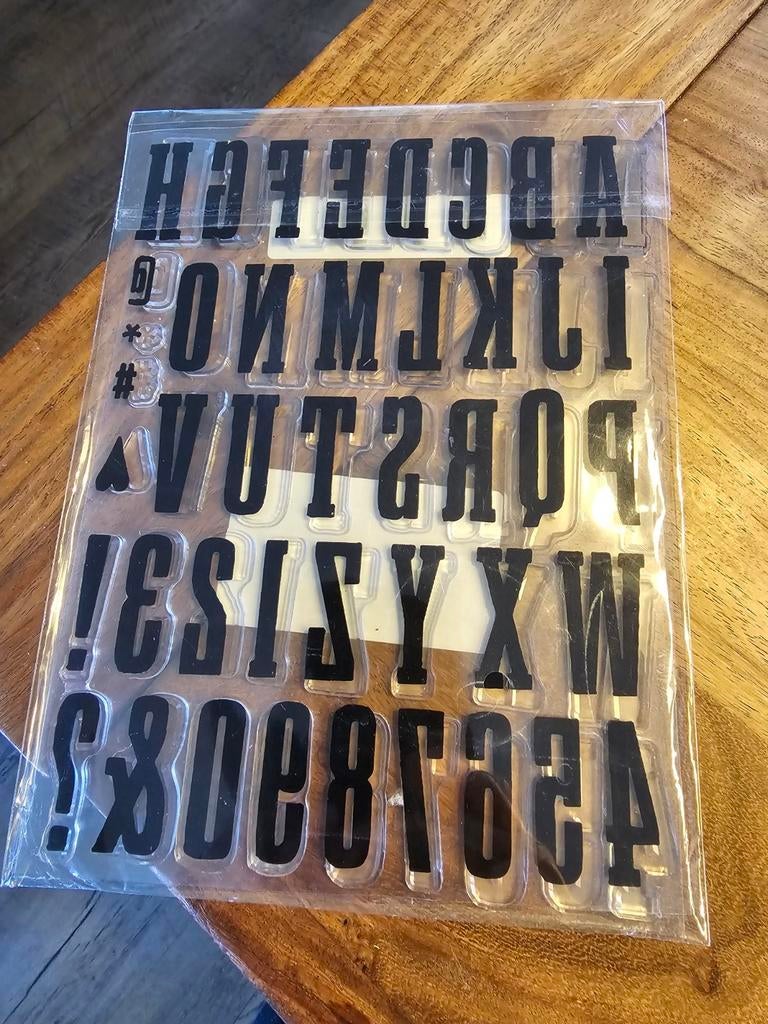 ABCDEFGH
IJKLMNO@
*
#
PQRSTUV♥
WXYZ123!
4567890&?